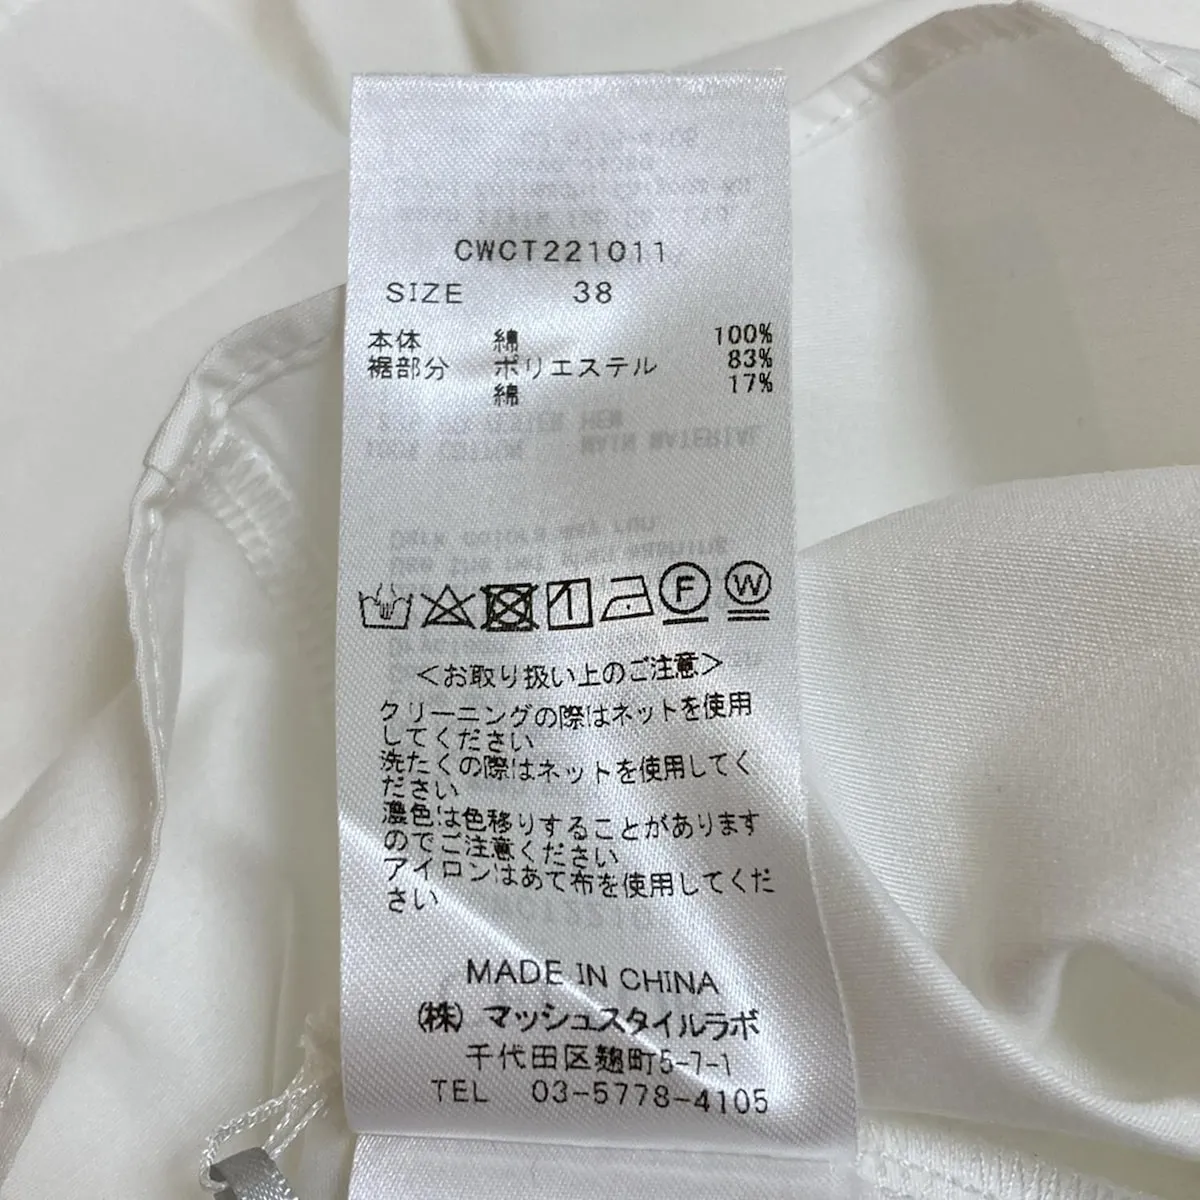 CWCT221011
SIZE 38
本体 綿 100%
裾部分 ポリエステル 83%
綿 17%
F W
<お取り扱い上のご注意>
クリーニングの際はネットを使用
してください
洗たくの際はネットを使用してく
ださい
濃色は色移りすることがあります
のでご注意ください
アイロンはあて布を使用してくだ
さい
MADE IN CHINA
(株) マッシュスタイルラボ
千代田区麹町5-7-1
TEL 03-5778-4105